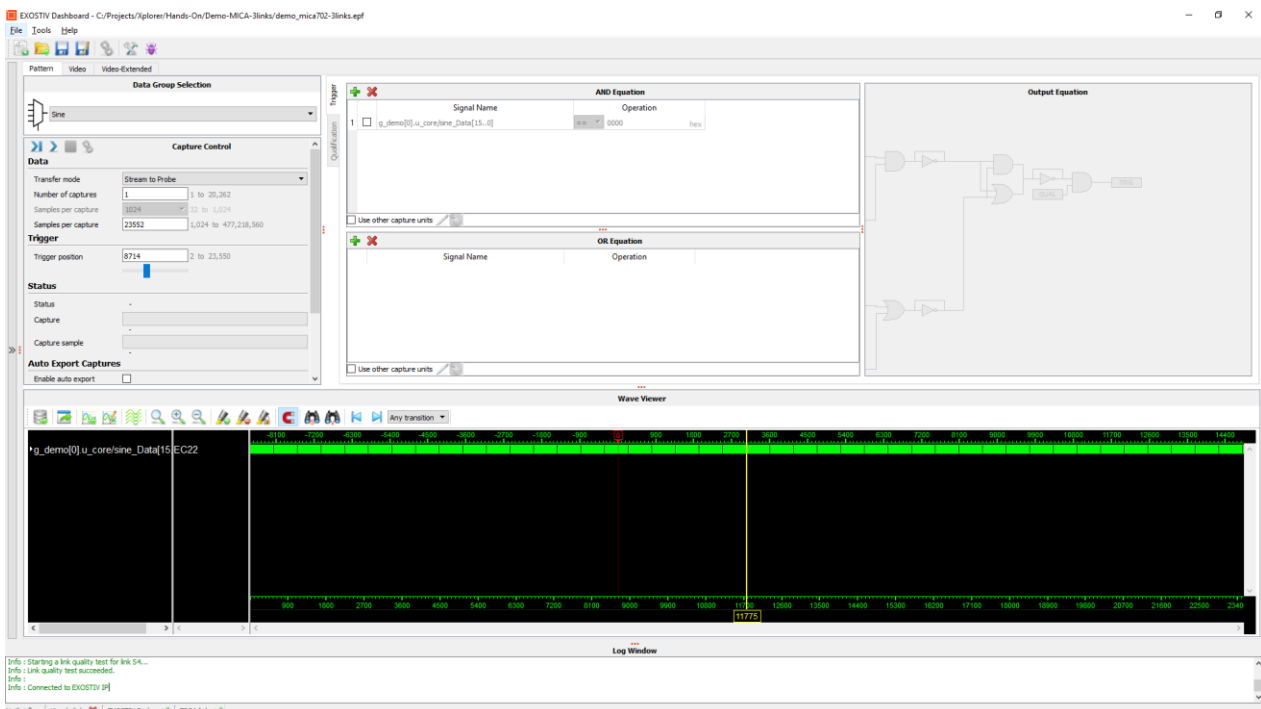 EXOSTIV Dashboard - C:/Projects/Xplorer/Hands-On/Demo-MICA-3links/demo_mica702-3links.epf
File Tools Help
Pattern Video Video-Extended
Data Group Selection
Sine
Capture Control
Data
Transfer mode Stream to Probe
Number of captures 1 1 to 20,262
Samples per capture 1024 32 to 1,024
Samples per capture 23552 1,024 to 477,218,560
Trigger
Trigger position 8714 2 to 23,550
Status
Status -
Capture
-
Capture sample
-
Auto Export Captures
Enable auto export
Trigger
Qualification
AND Equation
Signal Name Operation
1 g_demo[0].u_core/sine_Data[15..0] == 0000 hex
Use other capture units
OR Equation
Signal Name Operation
Use other capture units
Output Equation
Wave Viewer
Any transition
-8100 -7200 -6300 -5400 -4500 -3600 -2700 -1800 -900 900 1800 2700 3600 4500 5400 6300 7200 8100 9000 9900 10800 11700 12600 13500 14400
g_demo[0].u_core/sine_Data[15 EC22
900 1800 2700 3600 4500 5400 6300 7200 8100 9000 9900 10800 11700 12600 13500 14400 15300 16200 17100 18000 18900 19800 20700 21600 22500 2340
11775
Log Window
Info : Starting a link quality test for link S4...
Info : Link quality test succeeded.
Info :
Info : Connected to EXOSTIV IP